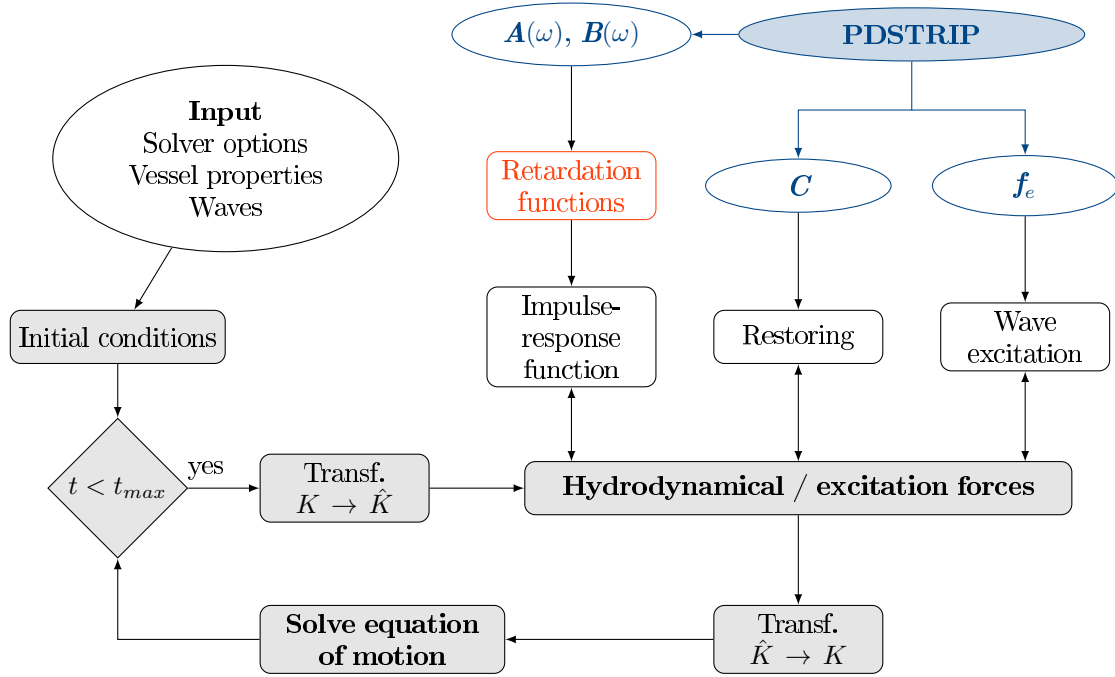 A(ω), B(ω)
PDSTRIP
Input
Solver options
Vessel properties
Waves
Retardation
functions
C
f_e
Initial conditions
Impulse-
response
function
Restoring
Wave
excitation
t < t_max
yes
Transf.
K → K̂
Hydrodynamical / excitation forces
Solve equation
of motion
Transf.
K̂ → K